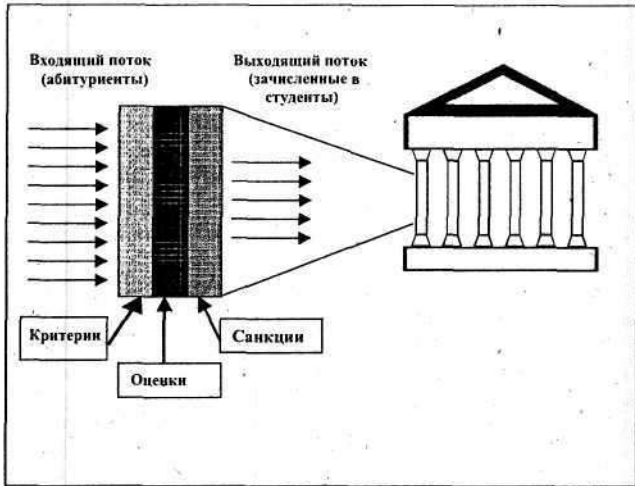 Входящий поток
(абитуриенты)
Выходящий поток
(зачисленные в
студенты)
Критерии
Санкции
Оценки